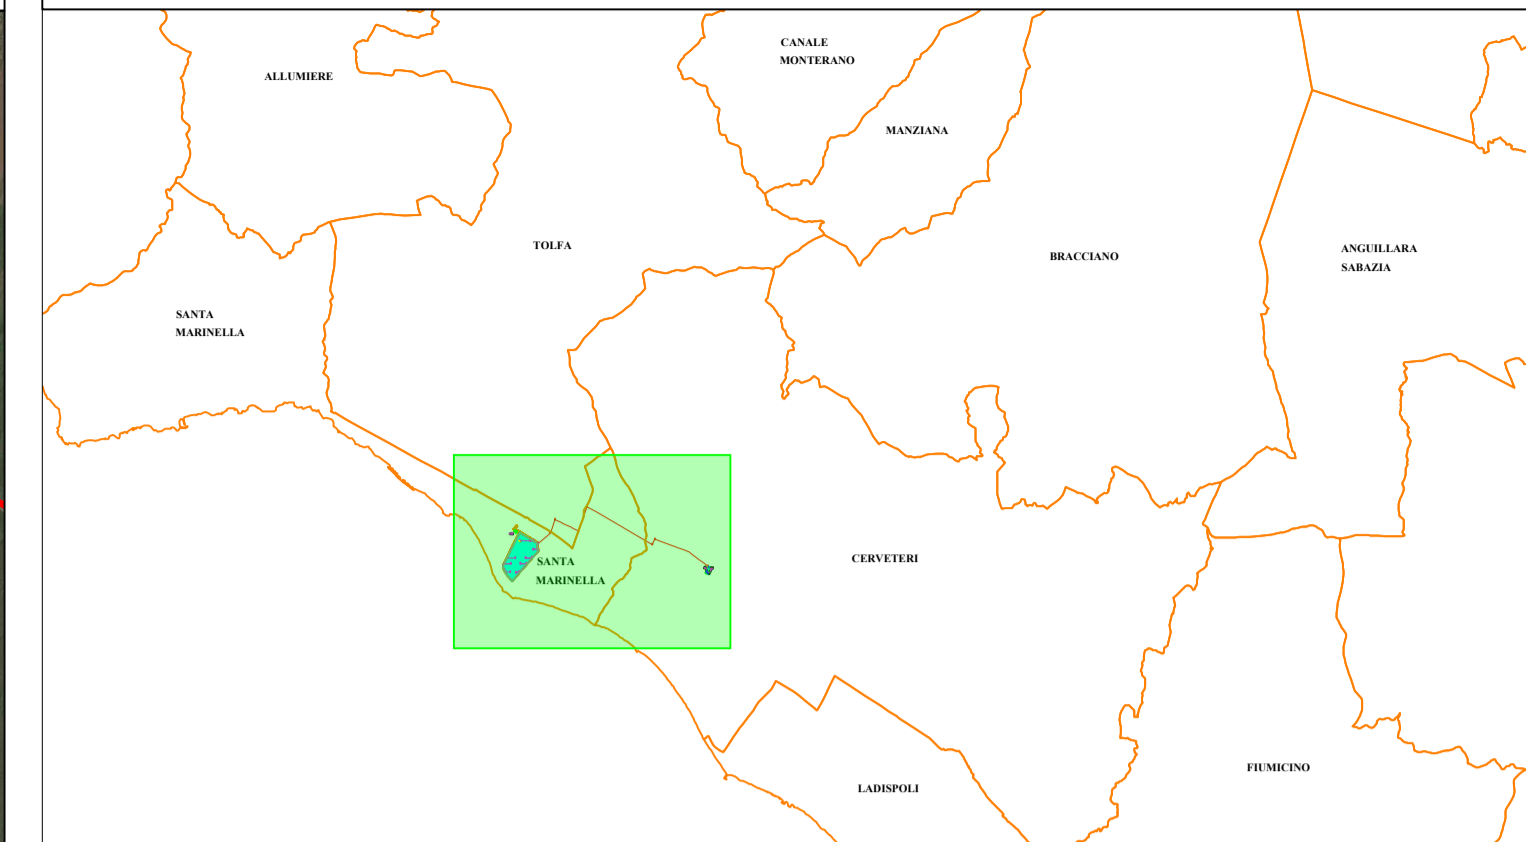 CANALE
MONTERANO
ALLUMIERE
MANZIANA
TOLFA
BRACCIANO
ANGUILLARA
SABAZIA
SANTA
MARINELLA
CERVETERI
SANTA
MARINELLA
FIUMICINO
LADISPOLI